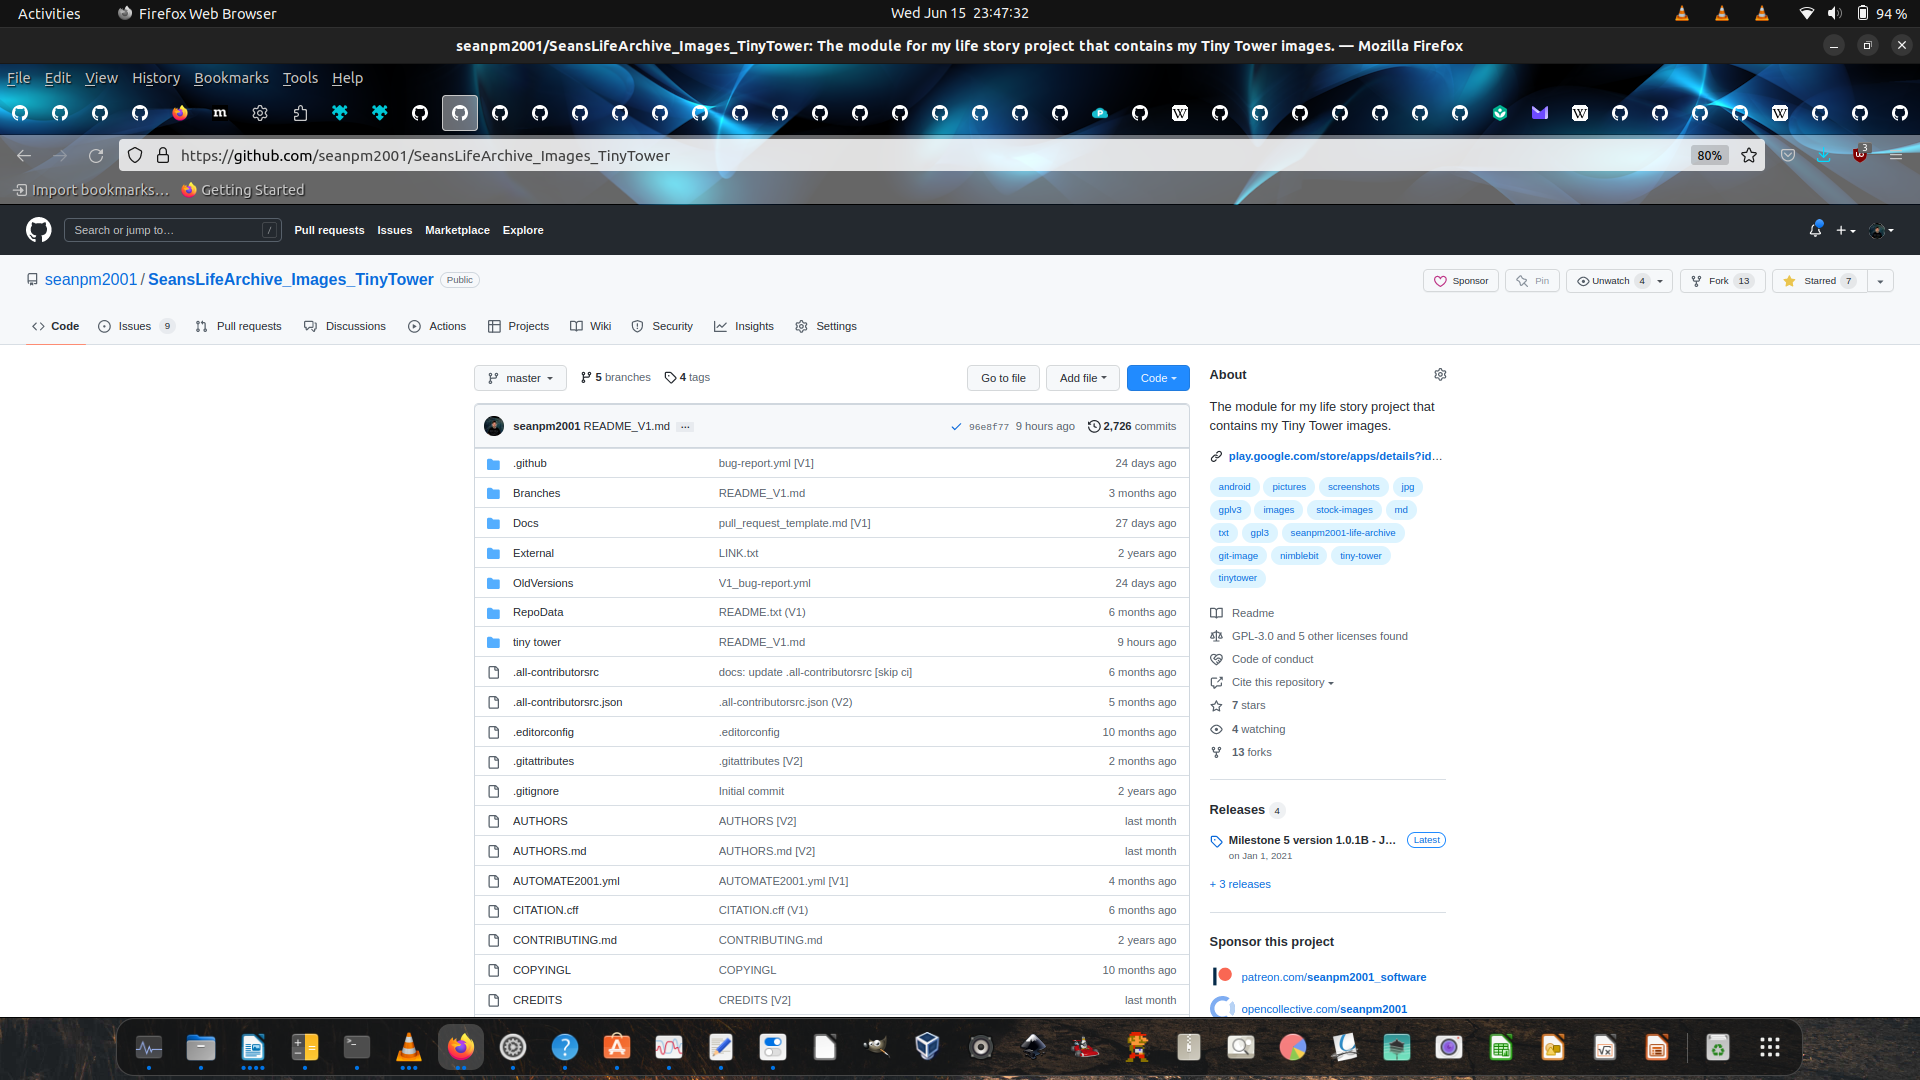 Activities Firefox Web Browser Wed Jun 15 23:47:32 94 %
seanpm2001/SeansLifeArchive_Images_TinyTower: The module for my life story project that contains my Tiny Tower images. — Mozilla Firefox
File Edit View History Bookmarks Tools Help
https://github.com/seanpm2001/SeansLifeArchive_Images_TinyTower 80% 3
Import bookmarks… Getting Started
Search or jump to… / Pull requests Issues Marketplace Explore
seanpm2001 / SeansLifeArchive_Images_TinyTower Public Sponsor Pin Unwatch 4 Fork 13 Starred 7
Code Issues 9 Pull requests Discussions Actions Projects Wiki Security Insights Settings
master 5 branches 4 tags Go to file Add file Code
seanpm2001 README_V1.md ... 96e8f77 9 hours ago 2,726 commits
.github bug-report.yml [V1] 24 days ago
Branches README_V1.md 3 months ago
Docs pull_request_template.md [V1] 27 days ago
External LINK.txt 2 years ago
OldVersions V1_bug-report.yml 24 days ago
RepoData README.txt (V1) 6 months ago
tiny tower README_V1.md 9 hours ago
.all-contributorsrc docs: update .all-contributorsrc [skip ci] 6 months ago
.all-contributorsrc.json .all-contributorsrc.json (V2) 5 months ago
.editorconfig .editorconfig 10 months ago
.gitattributes .gitattributes [V2] 2 months ago
.gitignore Initial commit 2 years ago
AUTHORS AUTHORS [V2] last month
AUTHORS.md AUTHORS.md [V2] last month
AUTOMATE2001.yml AUTOMATE2001.yml [V1] 4 months ago
CITATION.cff CITATION.cff (V1) 6 months ago
CONTRIBUTING.md CONTRIBUTING.md 2 years ago
COPYINGL COPYINGL 10 months ago
CREDITS CREDITS [V2] last month
About
The module for my life story project that
contains my Tiny Tower images.
play.google.com/store/apps/details?id…
android pictures screenshots jpg
gplv3 images stock-images md
txt gpl3 seanpm2001-life-archive
git-image nimblebit tiny-tower
tinytower
Readme
GPL-3.0 and 5 other licenses found
Code of conduct
Cite this repository
7 stars
4 watching
13 forks
Releases 4
Milestone 5 version 1.0.1B - J… Latest
on Jan 1, 2021
+ 3 releases
Sponsor this project
patreon.com/seanpm2001_software
opencollective.com/seanpm2001